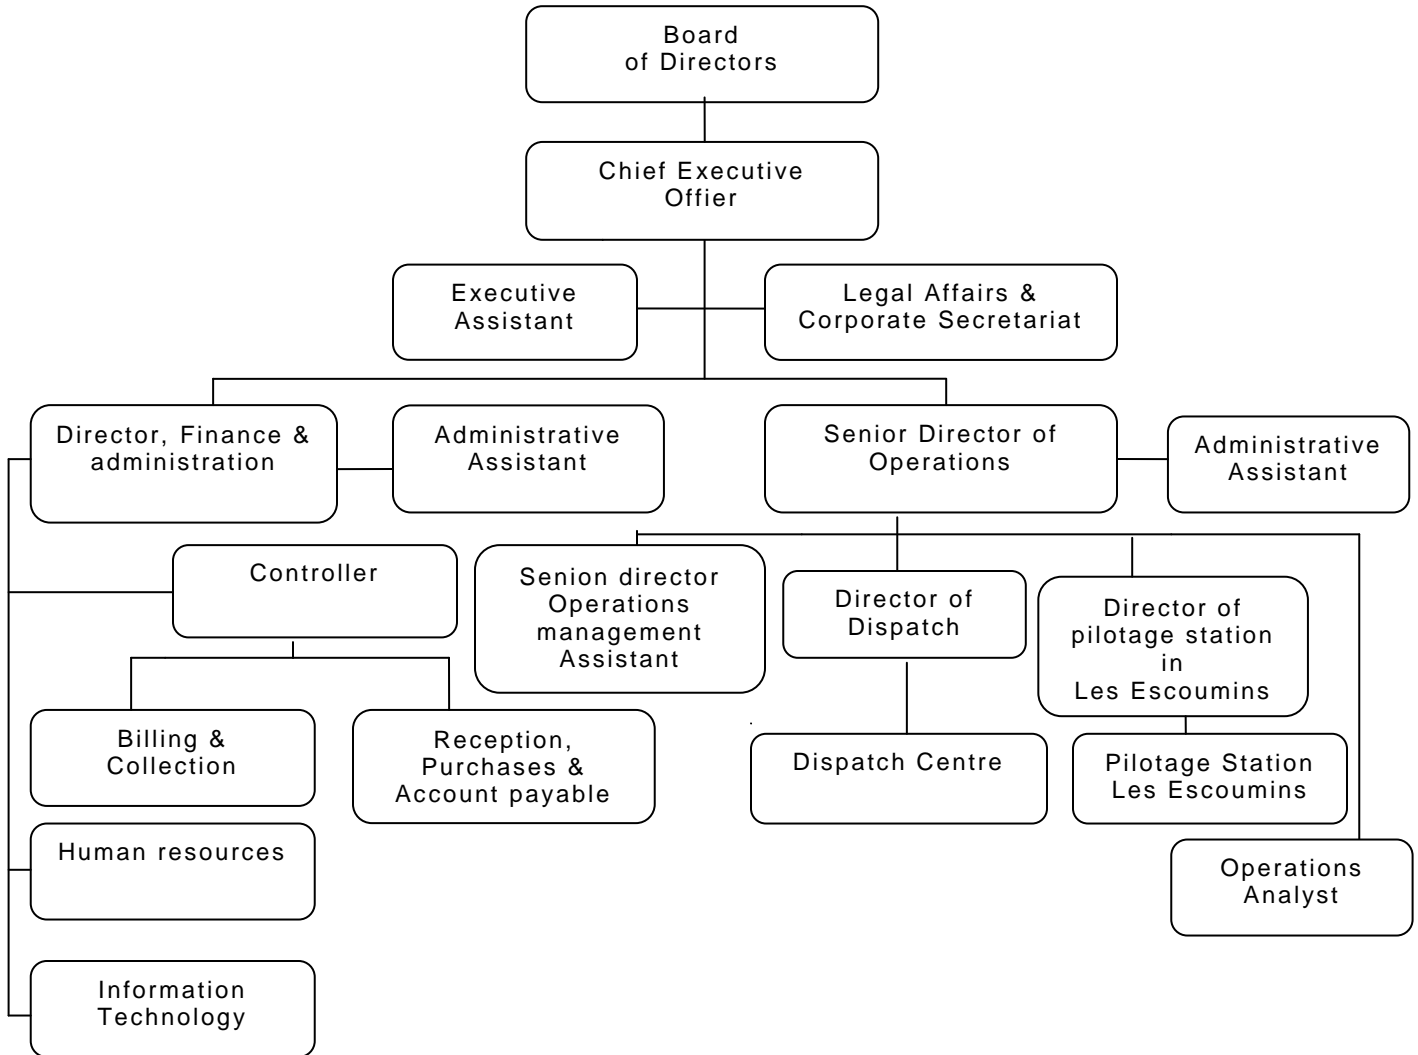 Board
of Directors
Chief Executive
Offier
Executive
Assistant
Legal Affairs &
Corporate Secretariat
Director, Finance &
administration
Administrative
Assistant
Senior Director of
Operations
Administrative
Assistant
Controller
Senion director
Operations
management
Assistant
Director of
Dispatch
Director of
pilotage station
in
Les Escoumins
Billing &
Collection
Reception,
Purchases &
Account payable
Dispatch Centre
Pilotage Station
Les Escoumins
Human resources
Operations
Analyst
Information
Technology